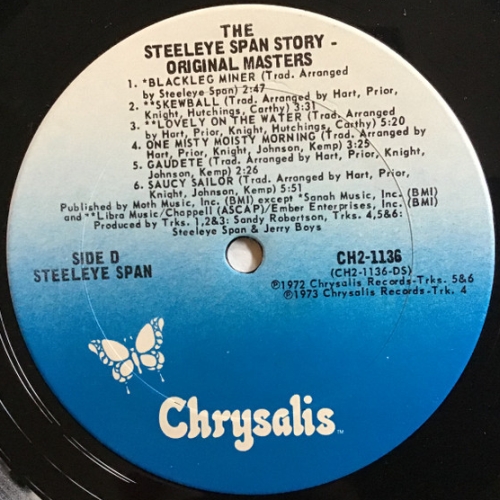 THE
STEELEYE SPAN STORY -
ORIGINAL MASTERS
1. *BLACKLEG MINER (Trad. Arranged
by Steeleye Span) 2:47
2. **SKEWBALL (Trad. Arranged by Hart, Prior,
Knight, Hutchings, Carthy) 3:31
3. **LOVELY ON THE WATER (Trad. Arranged
by Hart, Prior, Knight, Hutchings, Carthy) 5:20
4. ONE MISTY MOISTY MORNING (Trad. Arranged by
Hart, Prior, Knight, Johnson, Kemp) 3:25
5. GAUDETE (Trad. Arranged by Hart, Prior, Knight,
Johnson, Kemp) 2:26
6. SAUCY SAILOR (Trad. Arranged by Hart, Prior,
Knight, Johnson, Kemp) 5:51
Published by Moth Music, Inc. (BMI) except *Sanah Music, Inc. (BMI)
and **Libra Music/Chappell (ASCAP)/Ember Enterprises, Inc. (BMI)
Produced by Trks. 1,2&3: Sandy Robertson, Trks. 4,5&6:
Steeleye Span & Jerry Boys
SIDE D
STEELEYE SPAN
CH2-1136
(CH2-1136-DS)
℗1972 Chrysalis Records-Trks. 5&6
℗1973 Chrysalis Records-Trk. 4
Chrysalis™